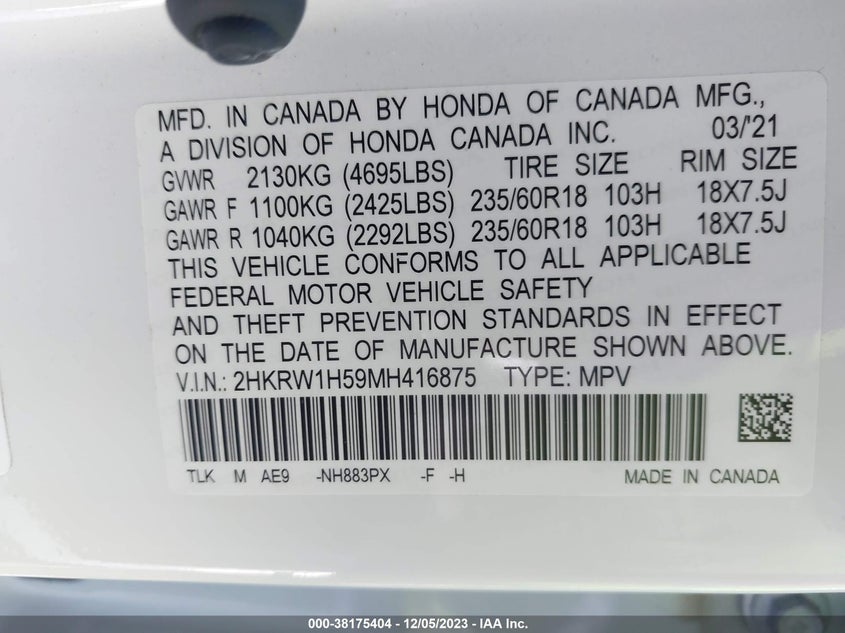 MFD. IN CANADA BY HONDA OF CANADA MFG.,
A DIVISION OF HONDA CANADA INC. 03/'21
GVWR 2130KG (4695LBS) TIRE SIZE RIM SIZE
GAWR F 1100KG (2425LBS) 235/60R18 103H 18X7.5J
GAWR R 1040KG (2292LBS) 235/60R18 103H 18X7.5J
THIS VEHICLE CONFORMS TO ALL APPLICABLE
FEDERAL MOTOR VEHICLE SAFETY
AND THEFT PREVENTION STANDARDS IN EFFECT
ON THE DATE OF MANUFACTURE SHOWN ABOVE.
V.I.N.: 2HKRW1H59MH416875 TYPE: MPV
TLK M AE9 -NH883PX -F -H MADE IN CANADA
000-38175404 - 12/05/2023 - IAA Inc.